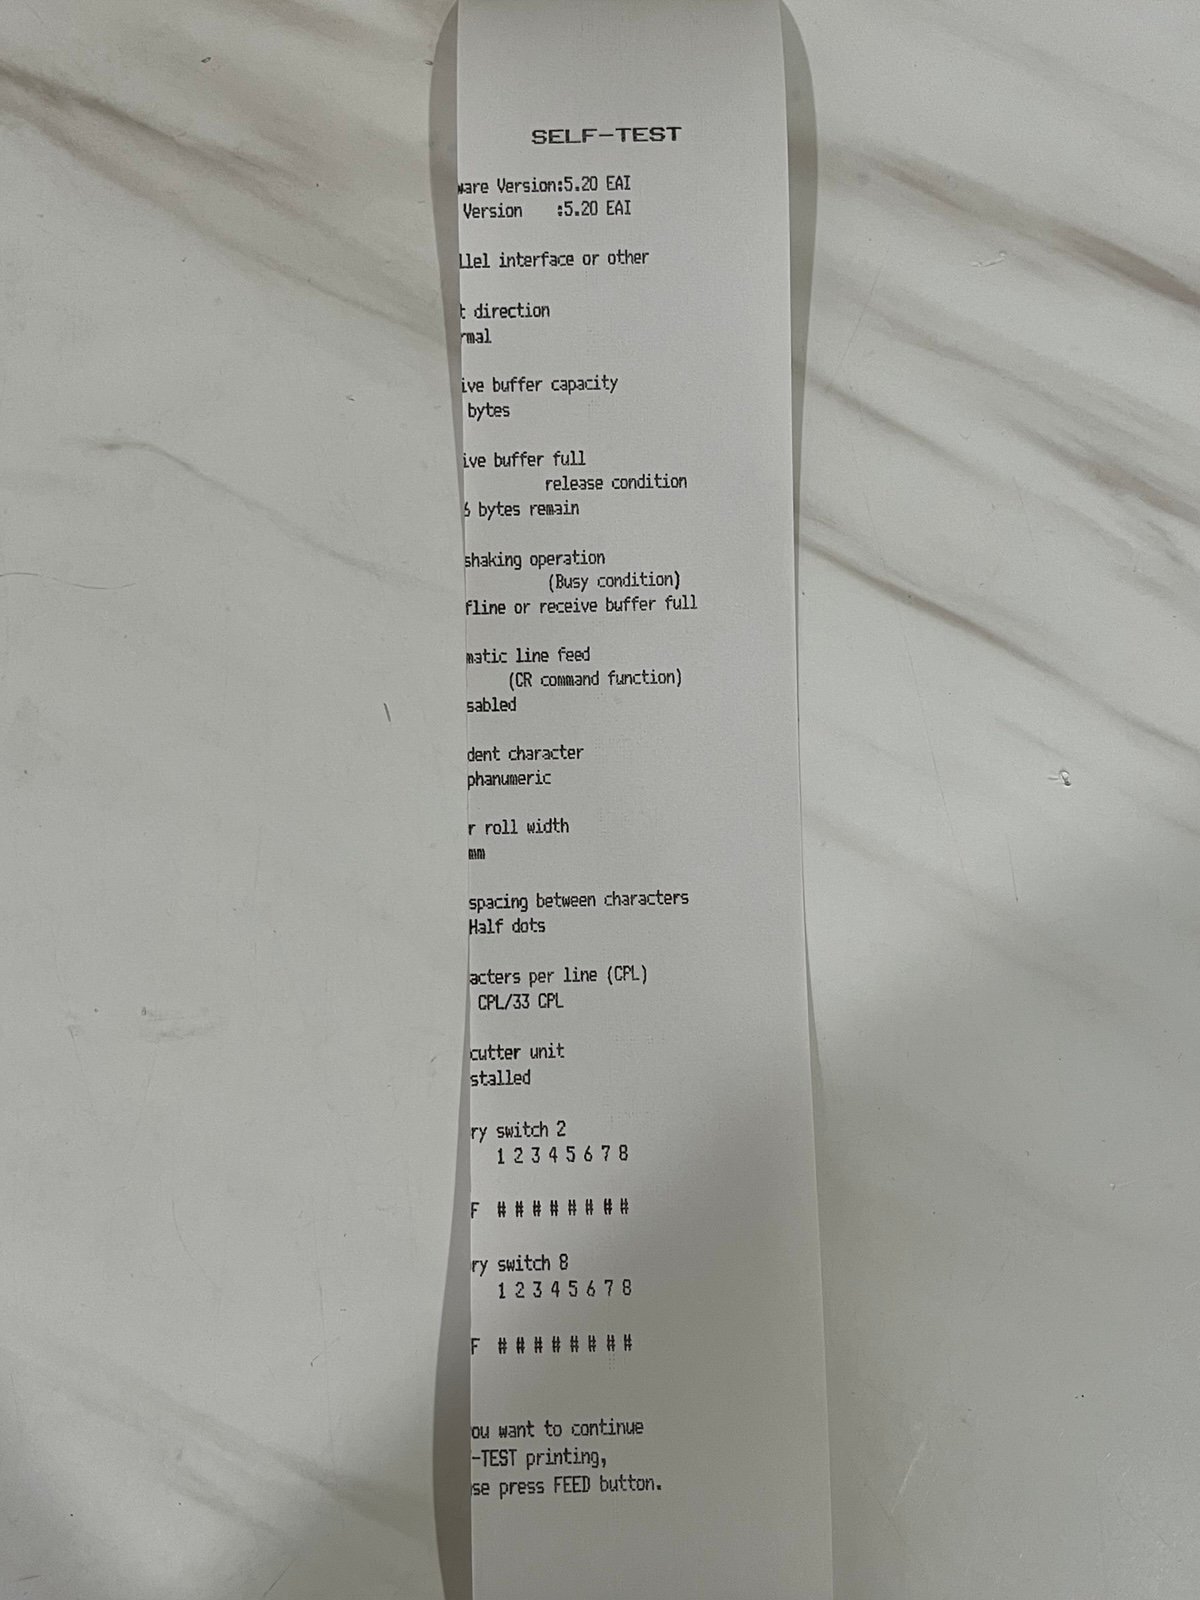 SELF-TEST
ware Version:5.20 EAI
Version :5.20 EAI
llel interface or other
t direction
rmal
ive buffer capacity
bytes
ive buffer full
release condition
6 bytes remain
shaking operation
(Busy condition)
fline or receive buffer full
matic line feed
(CR command function)
sabled
dent character
phanumeric
r roll width
mm
spacing between characters
Half dots
acters per line (CPL)
CPL/33 CPL
cutter unit
stalled
ry switch 2
1 2 3 4 5 6 7 8
F # # # # # # # #
ry switch 8
1 2 3 4 5 6 7 8
F # # # # # # # #
ou want to continue
-TEST printing,
se press FEED button.